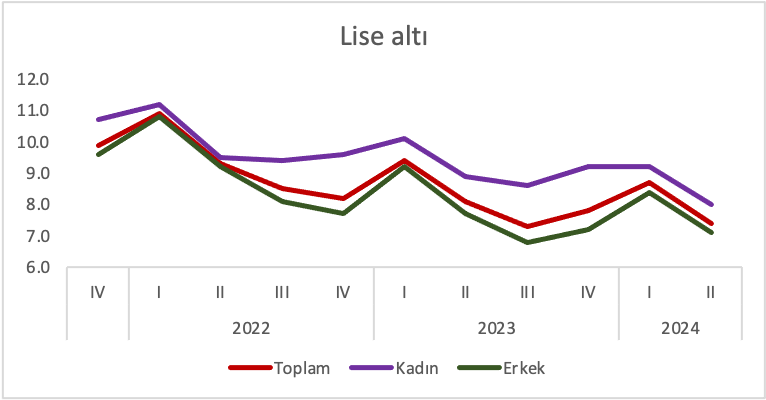 Lise altı
12.0
11.0
10.0
9.0
8.0
7.0
6.0
IV I II III IV I II III IV I II
2022 2023 2024
Toplam Kadın Erkek